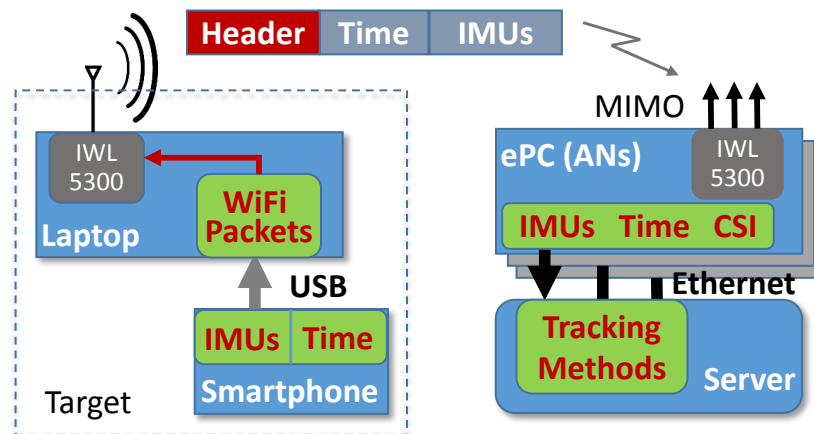 Header Time IMUs
MIMO
IWL
5300
WiFi
Packets
Laptop
USB
IMUs Time
Smartphone
Target
IWL
5300
ePC (ANs)
IMUs Time CSI
Ethernet
Tracking
Methods
Server